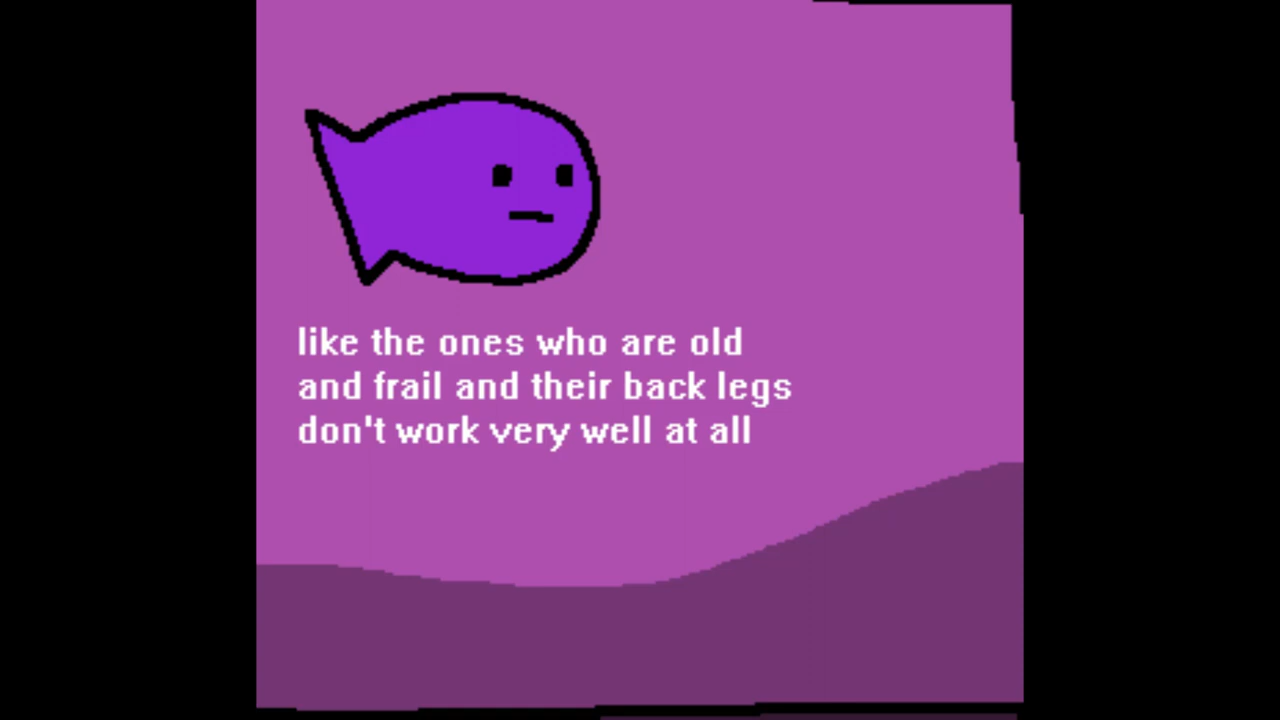 like the ones who are old
and frail and their back legs
don't work very well at all